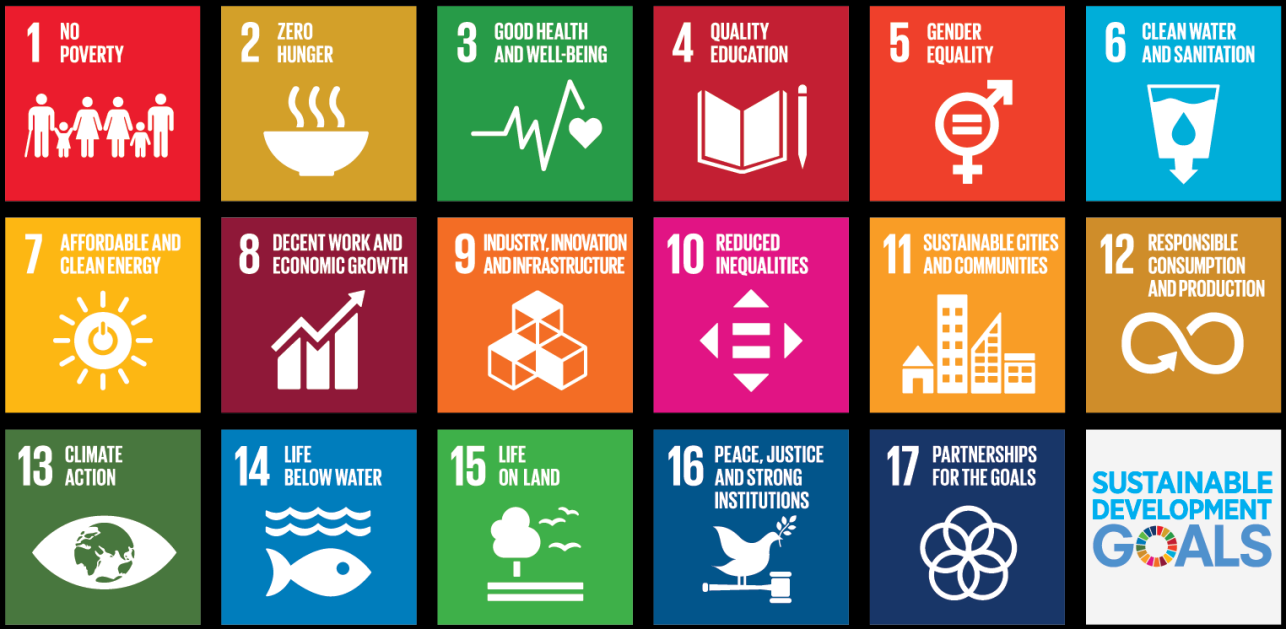 1 NO
POVERTY
2 ZERO
HUNGER
3 GOOD HEALTH
AND WELL-BEING
4 QUALITY
EDUCATION
5 GENDER
EQUALITY
6 CLEAN WATER
AND SANITATION
7 AFFORDABLE AND
CLEAN ENERGY
8 DECENT WORK AND
ECONOMIC GROWTH
9 INDUSTRY, INNOVATION
AND INFRASTRUCTURE
10 REDUCED
INEQUALITIES
11 SUSTAINABLE CITIES
AND COMMUNITIES
12 RESPONSIBLE
CONSUMPTION
AND PRODUCTION
13 CLIMATE
ACTION
14 LIFE
BELOW WATER
15 LIFE
ON LAND
16 PEACE, JUSTICE
AND STRONG
INSTITUTIONS
17 PARTNERSHIPS
FOR THE GOALS
SUSTAINABLE
DEVELOPMENT
GOALS